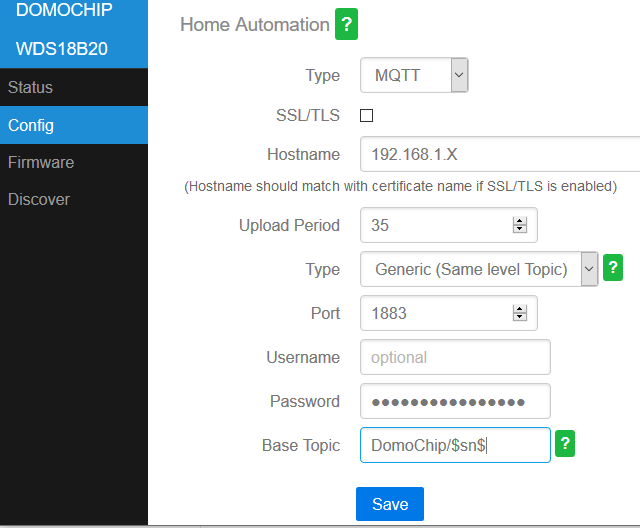 DOMOCHIP
WDS18B20
Status
Config
Firmware
Discover
Home Automation ?
Type MQTT
SSL/TLS
Hostname 192.168.1.X
(Hostname should match with certificate name if SSL/TLS is enabled)
Upload Period 35
Type Generic (Same level Topic) ?
Port 1883
Username optional
Password ●●●●●●●●●●●●●●●●
Base Topic DomoChip/$sn$ ?
Save